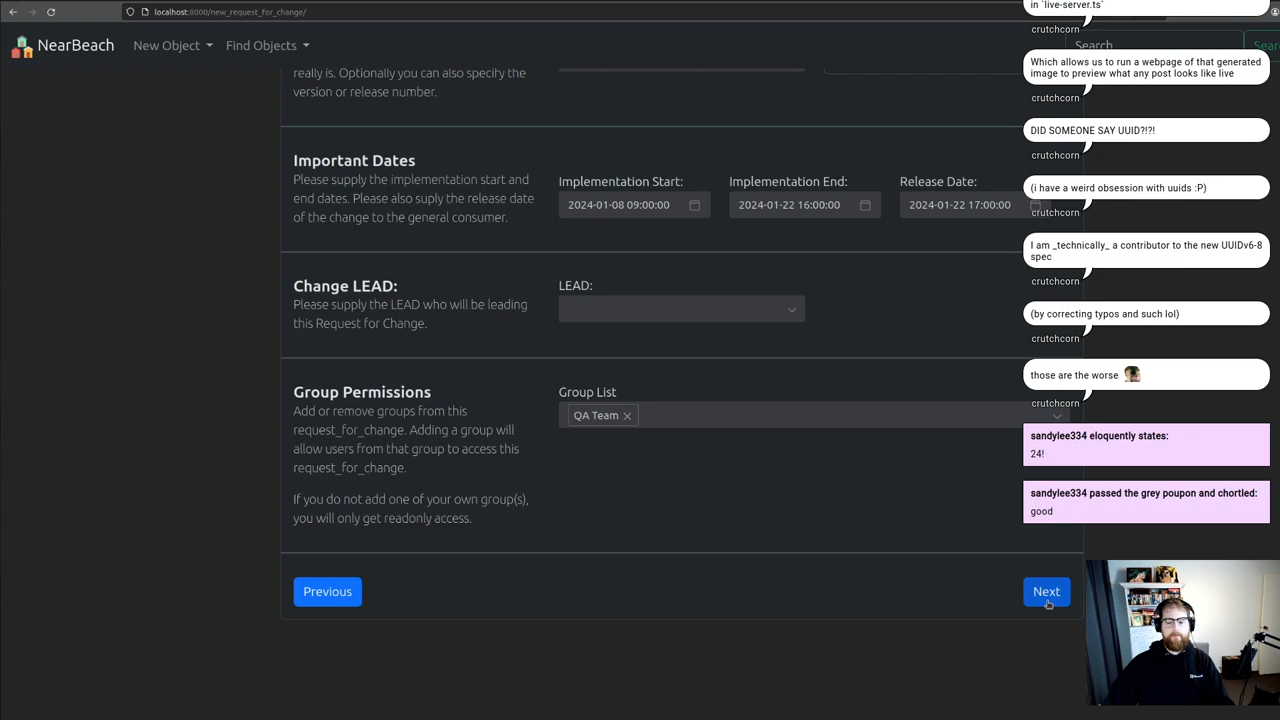 localhost:8000/new_request_for_change/
NearBeach
New Object
Find Objects
Search
Sear
really is. Optionally you can also specify the
version or release number.
Important Dates
Please supply the implementation start and
end dates. Please also suply the release date
of the change to the general consumer.
Implementation Start:
2024-01-08 09:00:00
Implementation End:
2024-01-22 16:00:00
Release Date:
2024-01-22 17:00:00
Change LEAD:
Please supply the LEAD who will be leading
this Request for Change.
LEAD:
Group Permissions
Add or remove groups from this
request_for_change. Adding a group will
allow users from that group to access this
request_for_change.
If you do not add one of your own group(s),
you will only get readonly access.
Group List
QA Team
Previous
Next
in `live-server.ts`
crutchcorn
Which allows us to run a webpage of that generated
image to preview what any post looks like live
crutchcorn
DID SOMEONE SAY UUID?!?!
crutchcorn
(i have a weird obsession with uuids :P)
crutchcorn
I am _technically_ a contributor to the new UUIDv6-8
spec
crutchcorn
(by correcting typos and such lol)
crutchcorn
those are the worse
crutchcorn
sandylee334 eloquently states:
24!
sandylee334 passed the grey poupon and chortled:
good